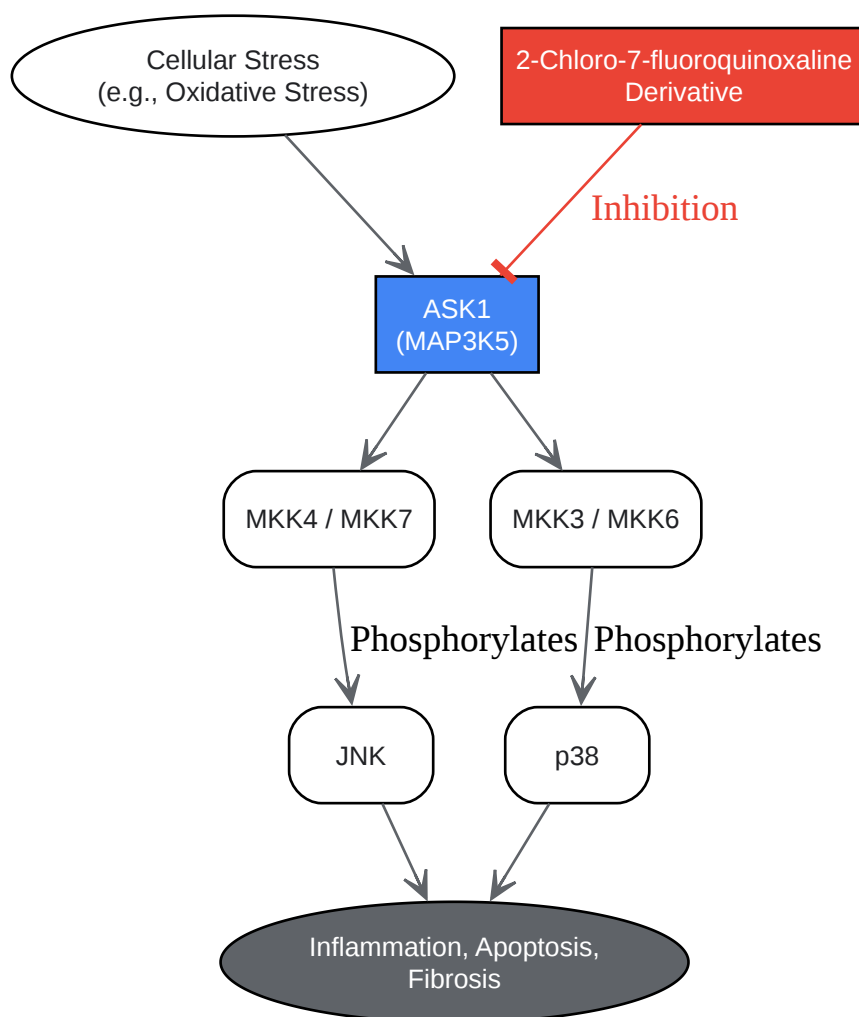 Cellular Stress
(e.g., Oxidative Stress)
2-Chloro-7-fluoroquinoxaline
Derivative
Inhibition
ASK1
(MAP3K5)
MKK4 / MKK7
MKK3 / MKK6
Phosphorylates
Phosphorylates
JNK
p38
Inflammation, Apoptosis,
Fibrosis